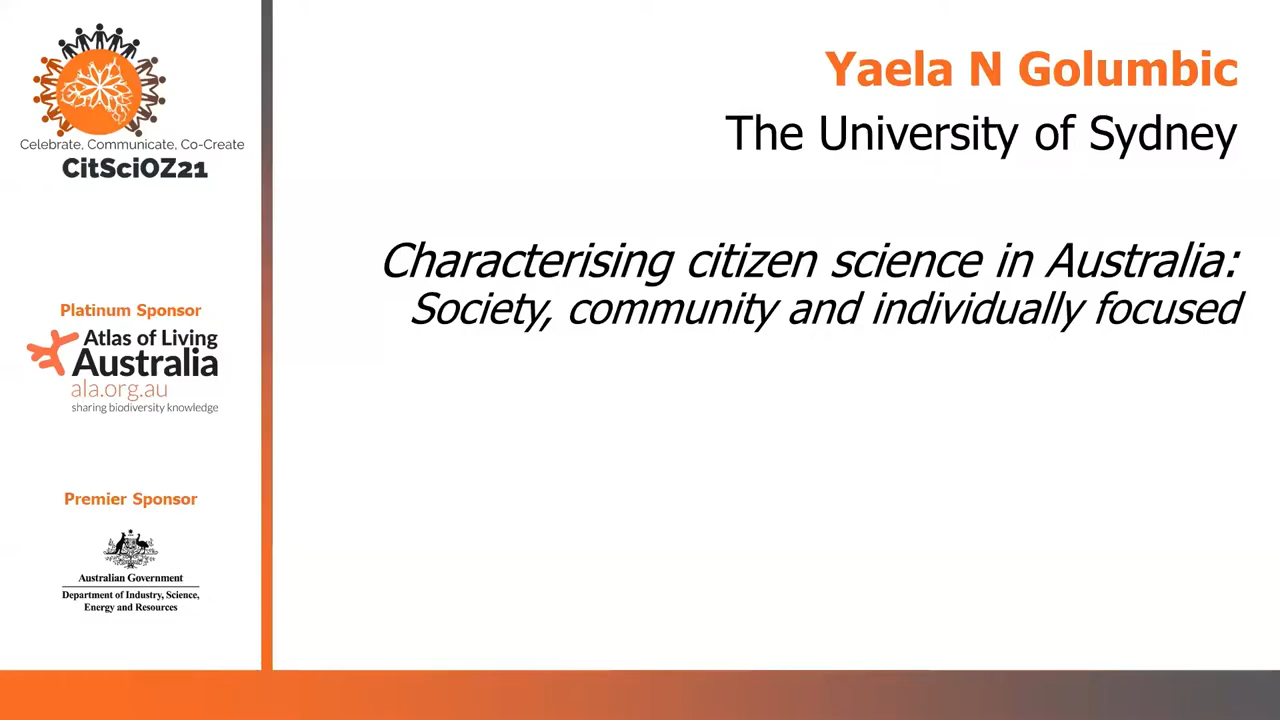 Celebrate, Communicate, Co-Create
CitSciOZ21
Platinum Sponsor
Atlas of Living
Australia
ala.org.au
sharing biodiversity knowledge
Premier Sponsor
Australian Government
Department of Industry, Science,
Energy and Resources
Yaela N Golumbic
The University of Sydney
Characterising citizen science in Australia:
Society, community and individually focused